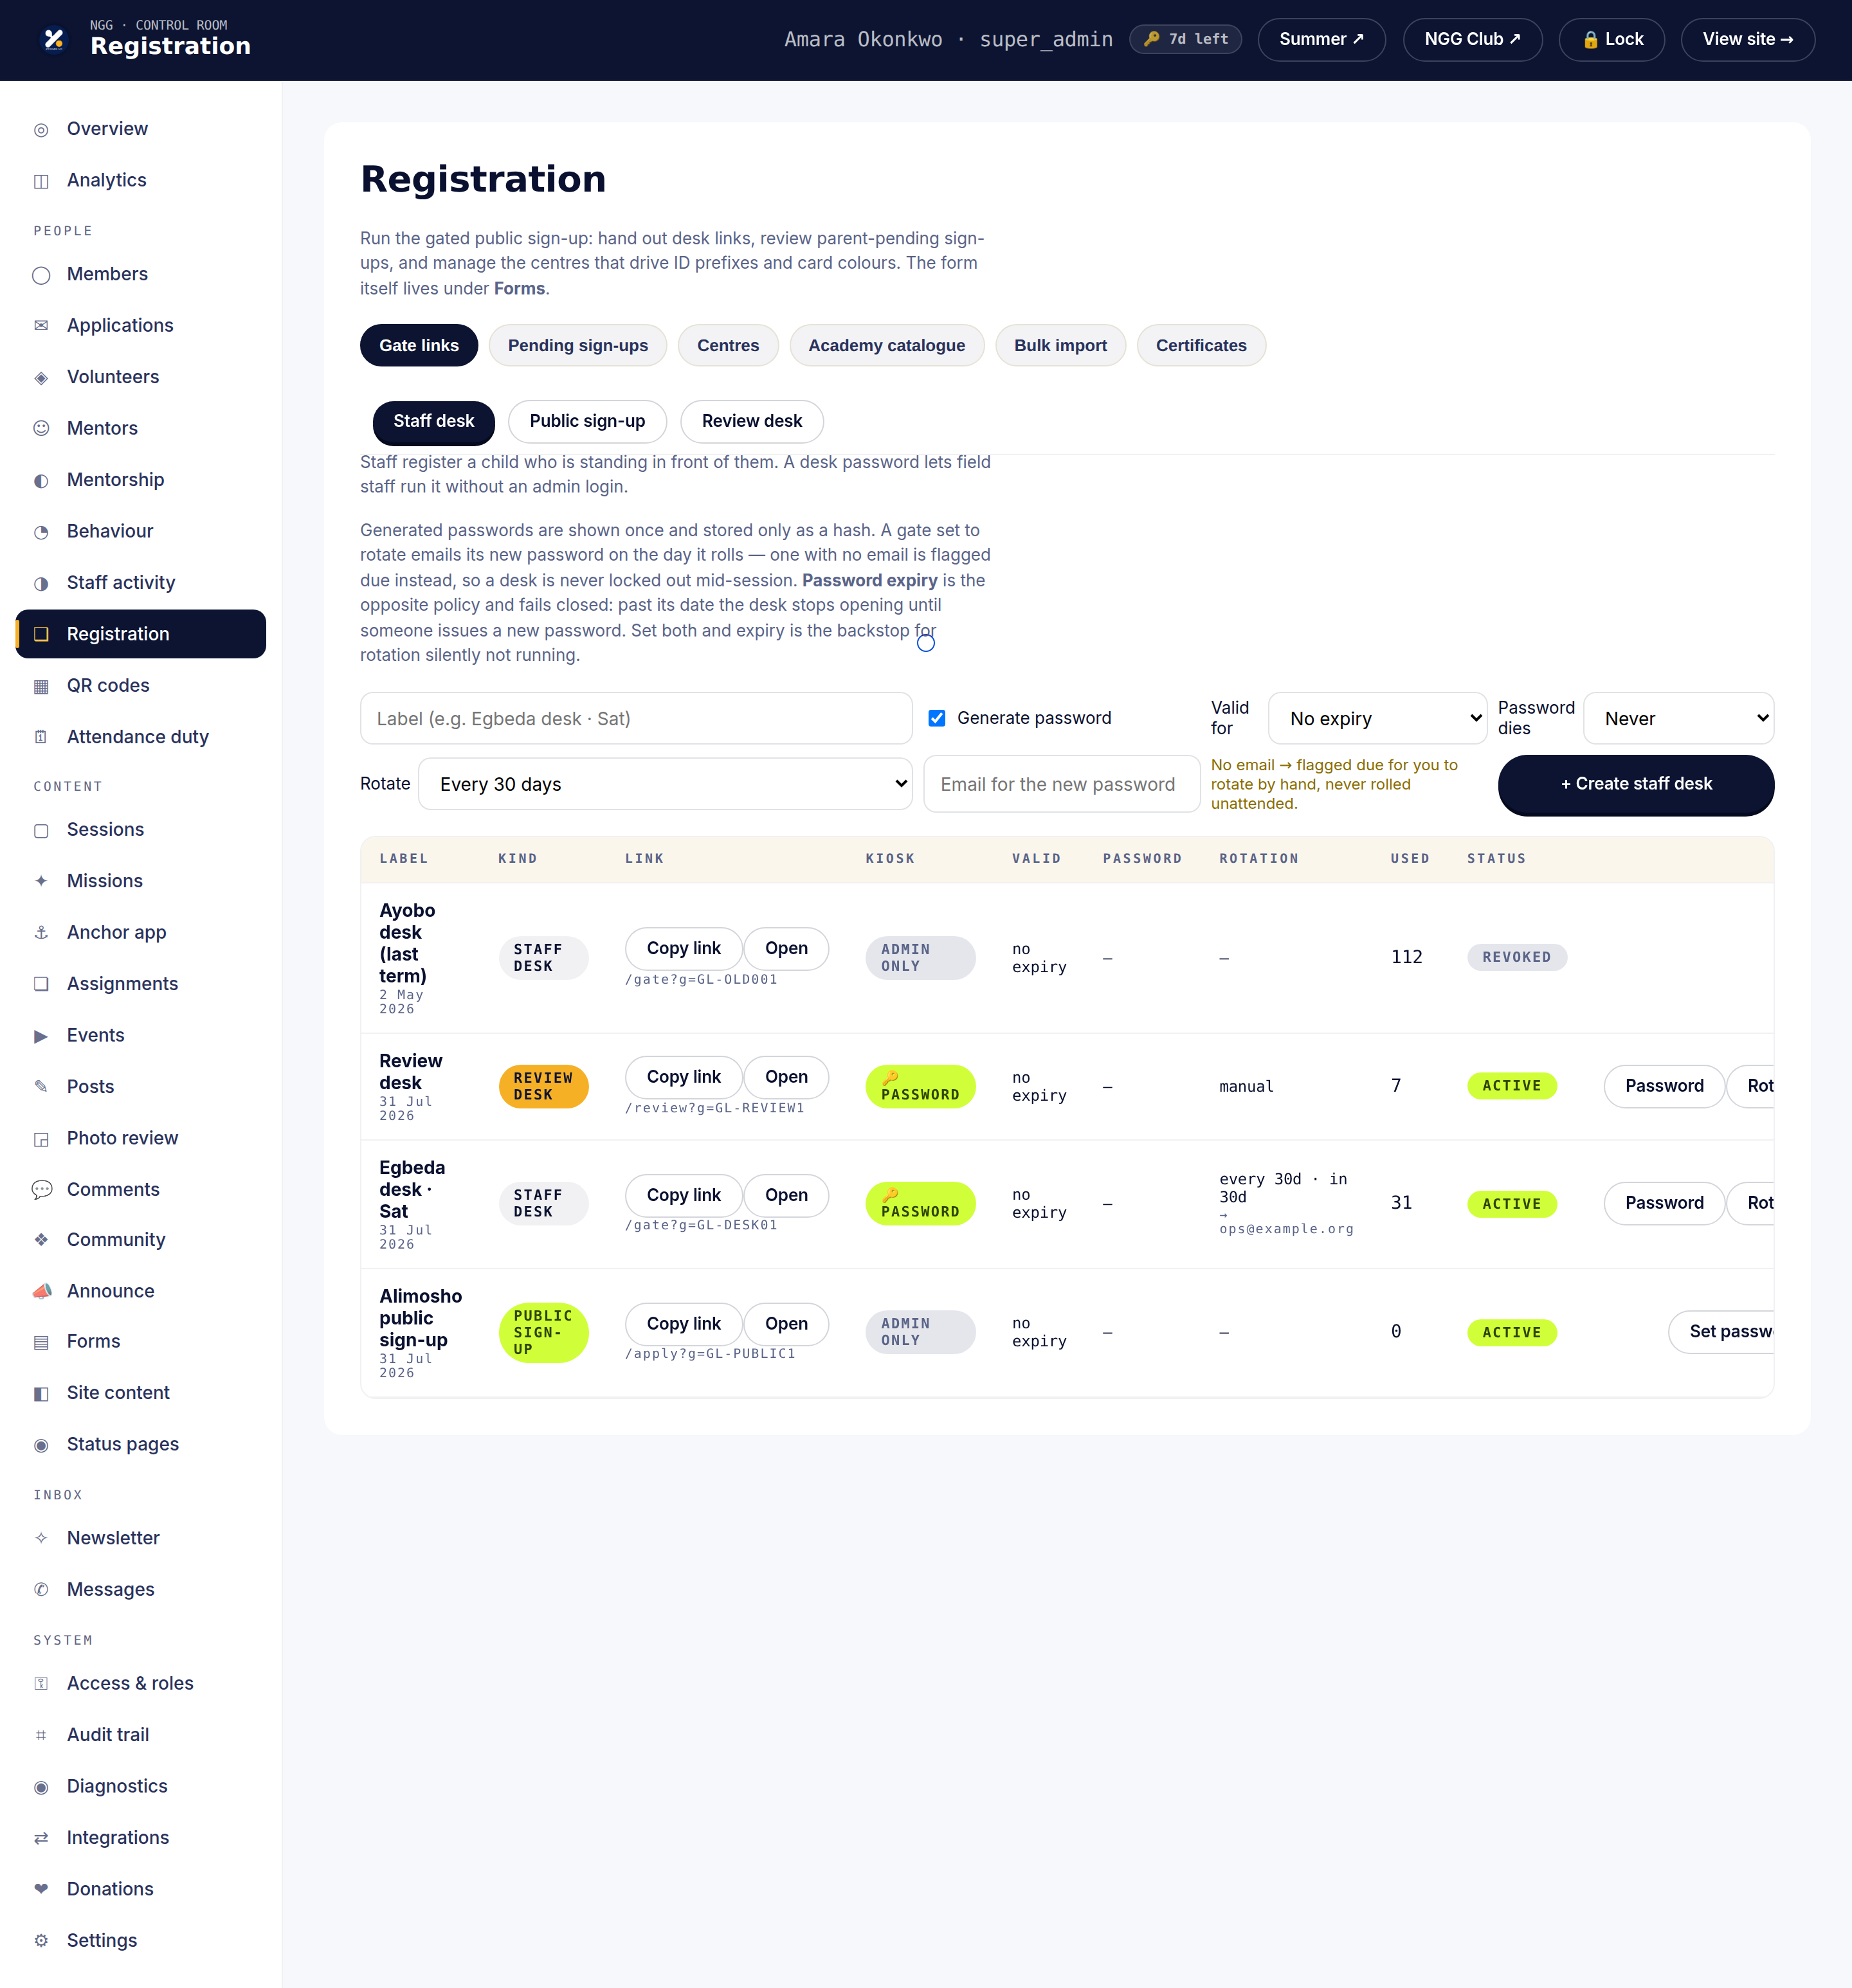 NGG · CONTROL ROOM
Registration
Amara Okonkwo · super_admin
🔑 7d left
Summer ↗
NGG Club ↗
🔒 Lock
View site →
Overview
Analytics
PEOPLE
Members
Applications
Volunteers
Mentors
Mentorship
Behaviour
Staff activity
Registration
QR codes
Attendance duty
CONTENT
Sessions
Missions
Anchor app
Assignments
Events
Posts
Photo review
Comments
Community
Announce
Forms
Site content
Status pages
INBOX
Newsletter
Messages
SYSTEM
Access & roles
Audit trail
Diagnostics
Integrations
Donations
Settings
Registration
Run the gated public sign-up: hand out desk links, review parent-pending sign-
ups, and manage the centres that drive ID prefixes and card colours. The form
itself lives under Forms.
Gate links
Pending sign-ups
Centres
Academy catalogue
Bulk import
Certificates
Staff desk
Public sign-up
Review desk
Staff register a child who is standing in front of them. A desk password lets field
staff run it without an admin login.
Generated passwords are shown once and stored only as a hash. A gate set to
rotate emails its new password on the day it rolls — one with no email is flagged
due instead, so a desk is never locked out mid-session. Password expiry is the
opposite policy and fails closed: past its date the desk stops opening until
someone issues a new password. Set both and expiry is the backstop for
rotation silently not running.
Label (e.g. Egbeda desk · Sat)
Generate password
Valid
for
No expiry
Password
dies
Never
Rotate
Every 30 days
Email for the new password
No email → flagged due for you to
rotate by hand, never rolled
unattended.
+ Create staff desk
LABEL KIND LINK KIOSK VALID PASSWORD ROTATION USED STATUS
Ayobo
desk
(last
term)
2 May
2026
STAFF
DESK
Copy link
Open
/gate?g=GL-OLD001
ADMIN
ONLY
no
expiry
—
—
112
REVOKED
Review
desk
31 Jul
2026
REVIEW
DESK
Copy link
Open
/review?g=GL-REVIEW1
🔑
PASSWORD
no
expiry
—
manual
7
ACTIVE
Password
Rot
Egbeda
desk ·
Sat
31 Jul
2026
STAFF
DESK
Copy link
Open
/gate?g=GL-DESK01
🔑
PASSWORD
no
expiry
—
every 30d · in
30d
→
ops@example.org
31
ACTIVE
Password
Rot
Alimosho
public
sign-up
31 Jul
2026
PUBLIC
SIGN-
UP
Copy link
Open
/apply?g=GL-PUBLIC1
ADMIN
ONLY
no
expiry
—
—
0
ACTIVE
Set passw